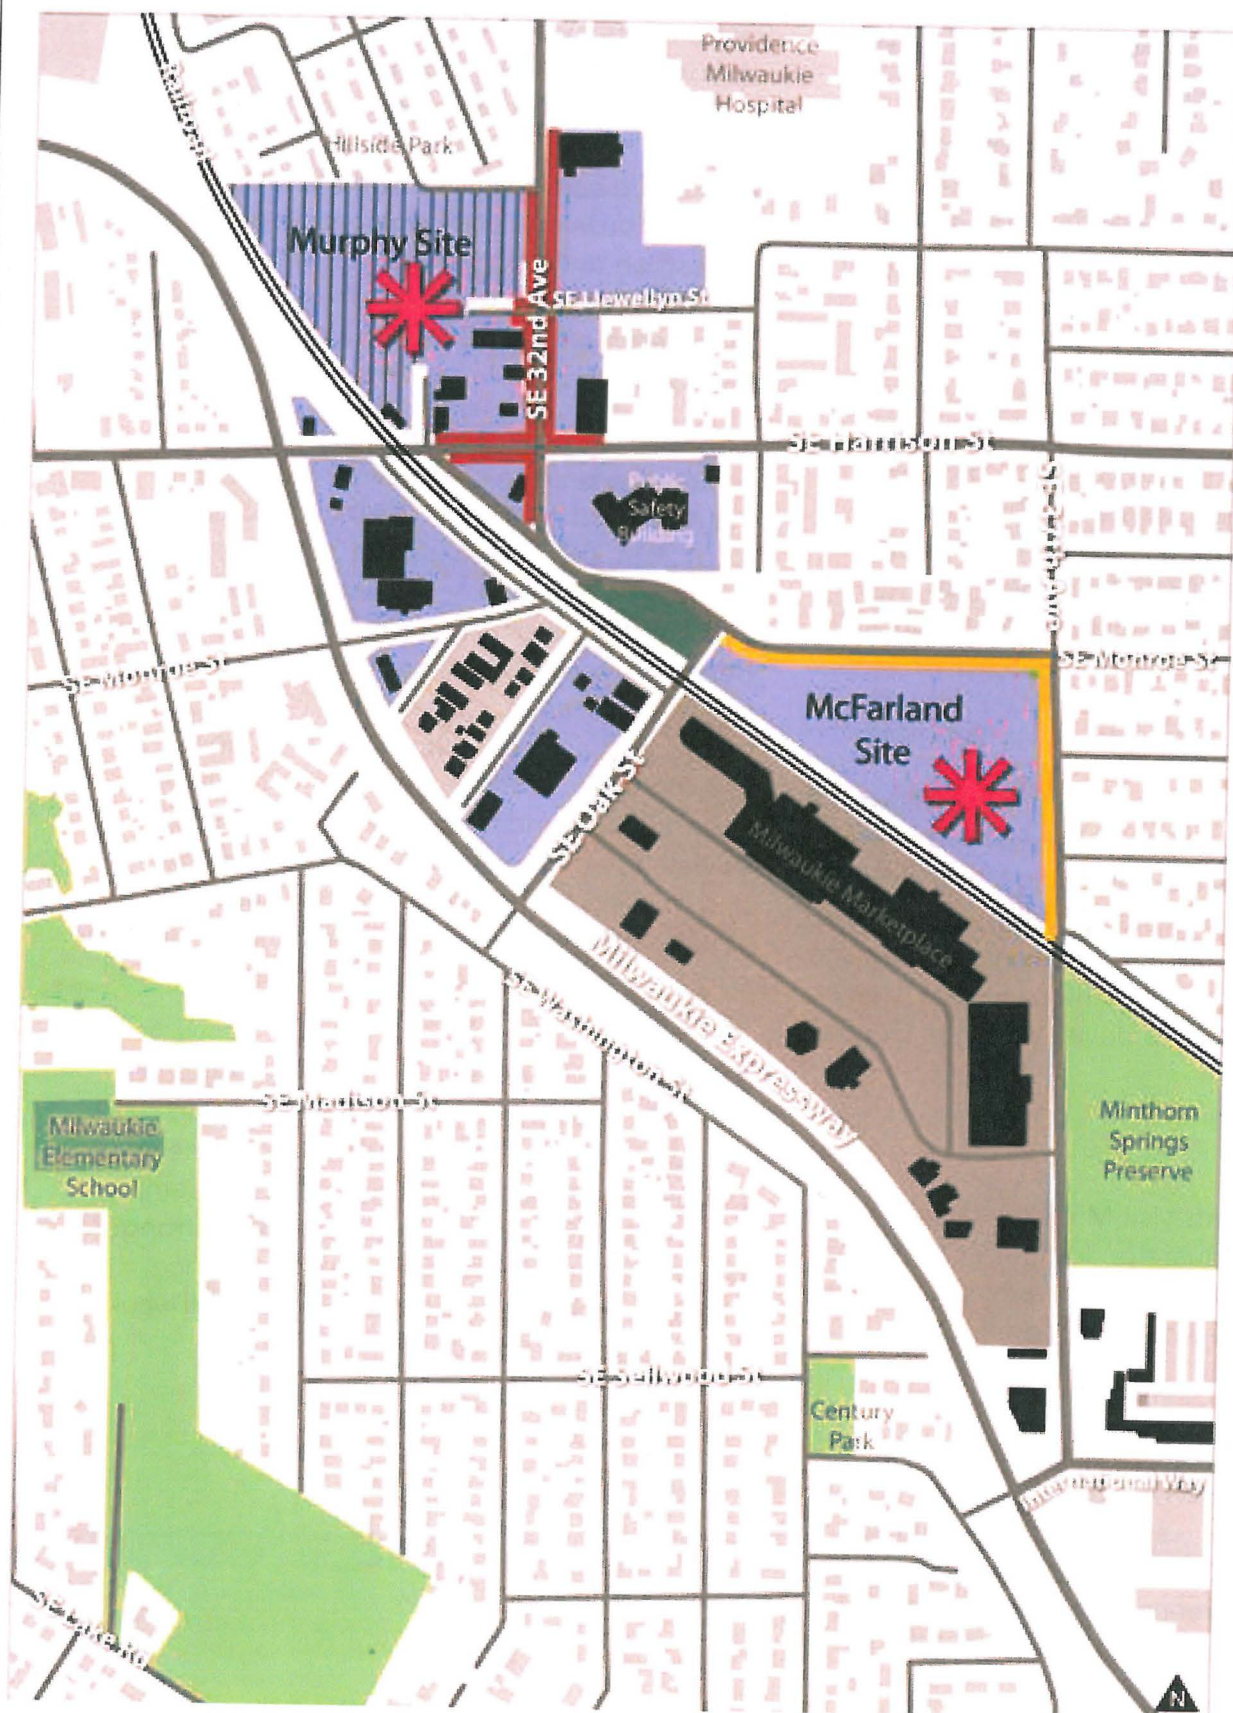 Providence
Milwaukie
Hospital
Railroad
Hillside Park
Murphy Site
SE Llewellyn St
SE 32nd Ave
SE Harrison St
Public
Safety
Building
SE Monroe St
SE Monroe St
McFarland
Site
SE Oak St
Milwaukie Marketplace
Milwaukie Expressway
SE Washington St
SE Madison St
Milwaukie
Elementary
School
Minthorn
Springs
Preserve
SE Sellwood St
Century
Park
International Way
SE Lake Rd
N